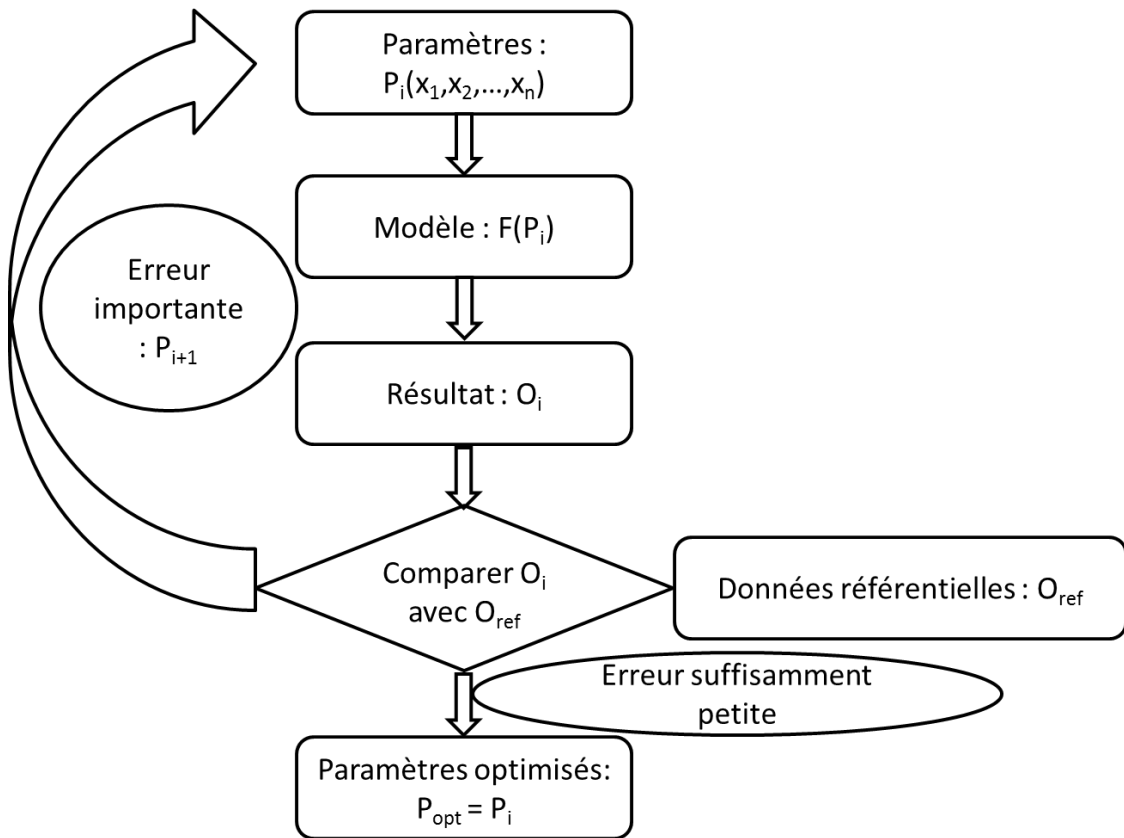 Paramètres :
Pᵢ(x₁,x₂,...,xₙ)
Modèle : F(Pᵢ)
Erreur
importante
: Pᵢ₊₁
Résultat : Oᵢ
Comparer Oᵢ
avec Oref
Données référentielles : Oref
Erreur suffisamment
petite
Paramètres optimisés:
Popt = Pᵢ